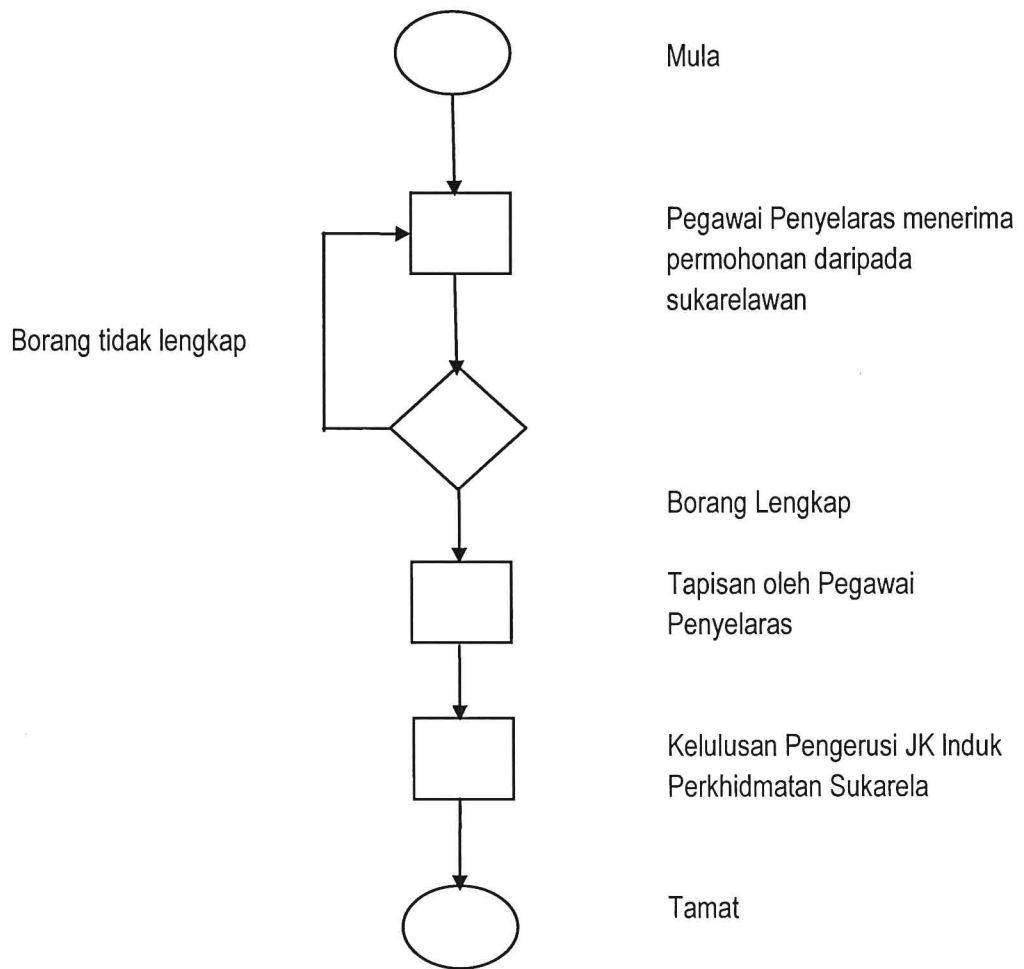 Mula
Pegawai Penyelaras menerima
permohonan daripada
sukarelawan
Borang tidak lengkap
Borang Lengkap
Tapisan oleh Pegawai
Penyelaras
Kelulusan Pengerusi JK Induk
Perkhidmatan Sukarela
Tamat